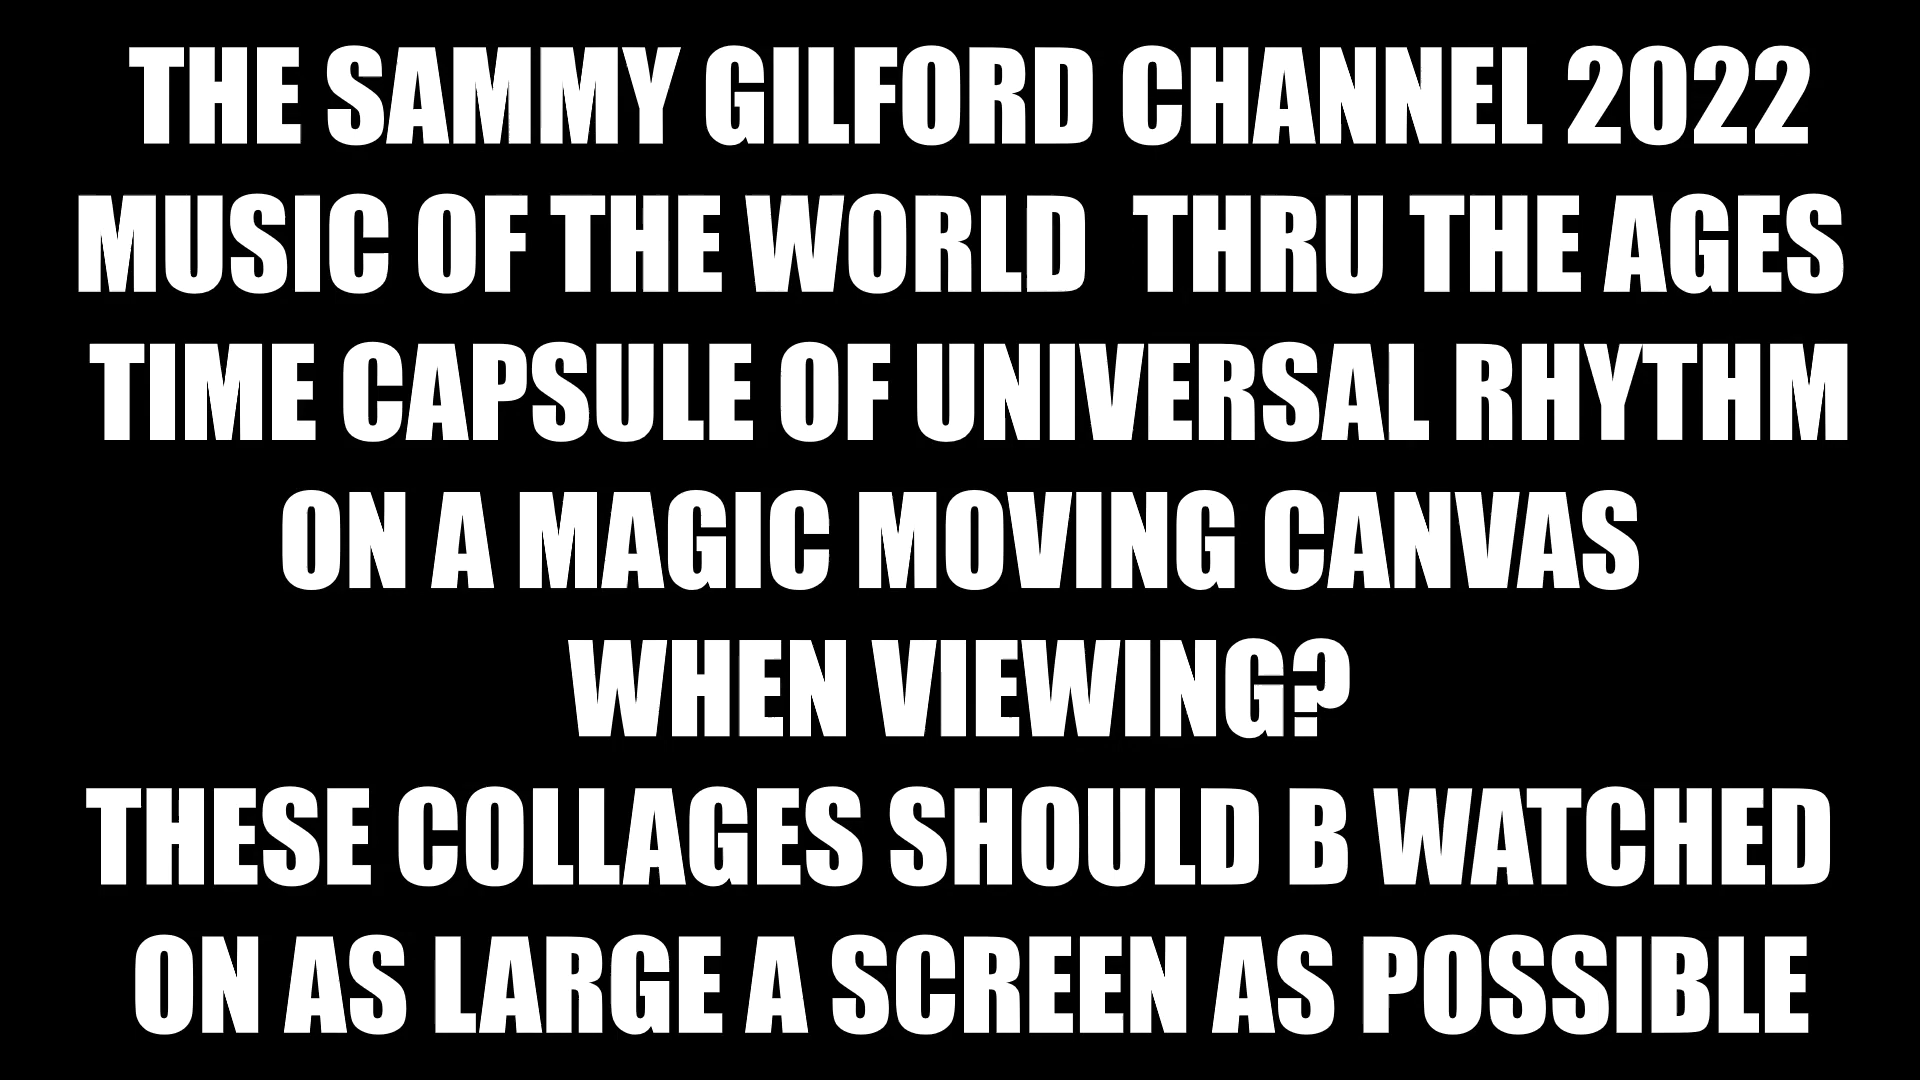 THE SAMMY GILFORD CHANNEL 2022
MUSIC OF THE WORLD  THRU THE AGES
TIME CAPSULE OF UNIVERSAL RHYTHM
ON A MAGIC MOVING CANVAS
WHEN VIEWING?
THESE COLLAGES SHOULD B WATCHED
ON AS LARGE A SCREEN AS POSSIBLE